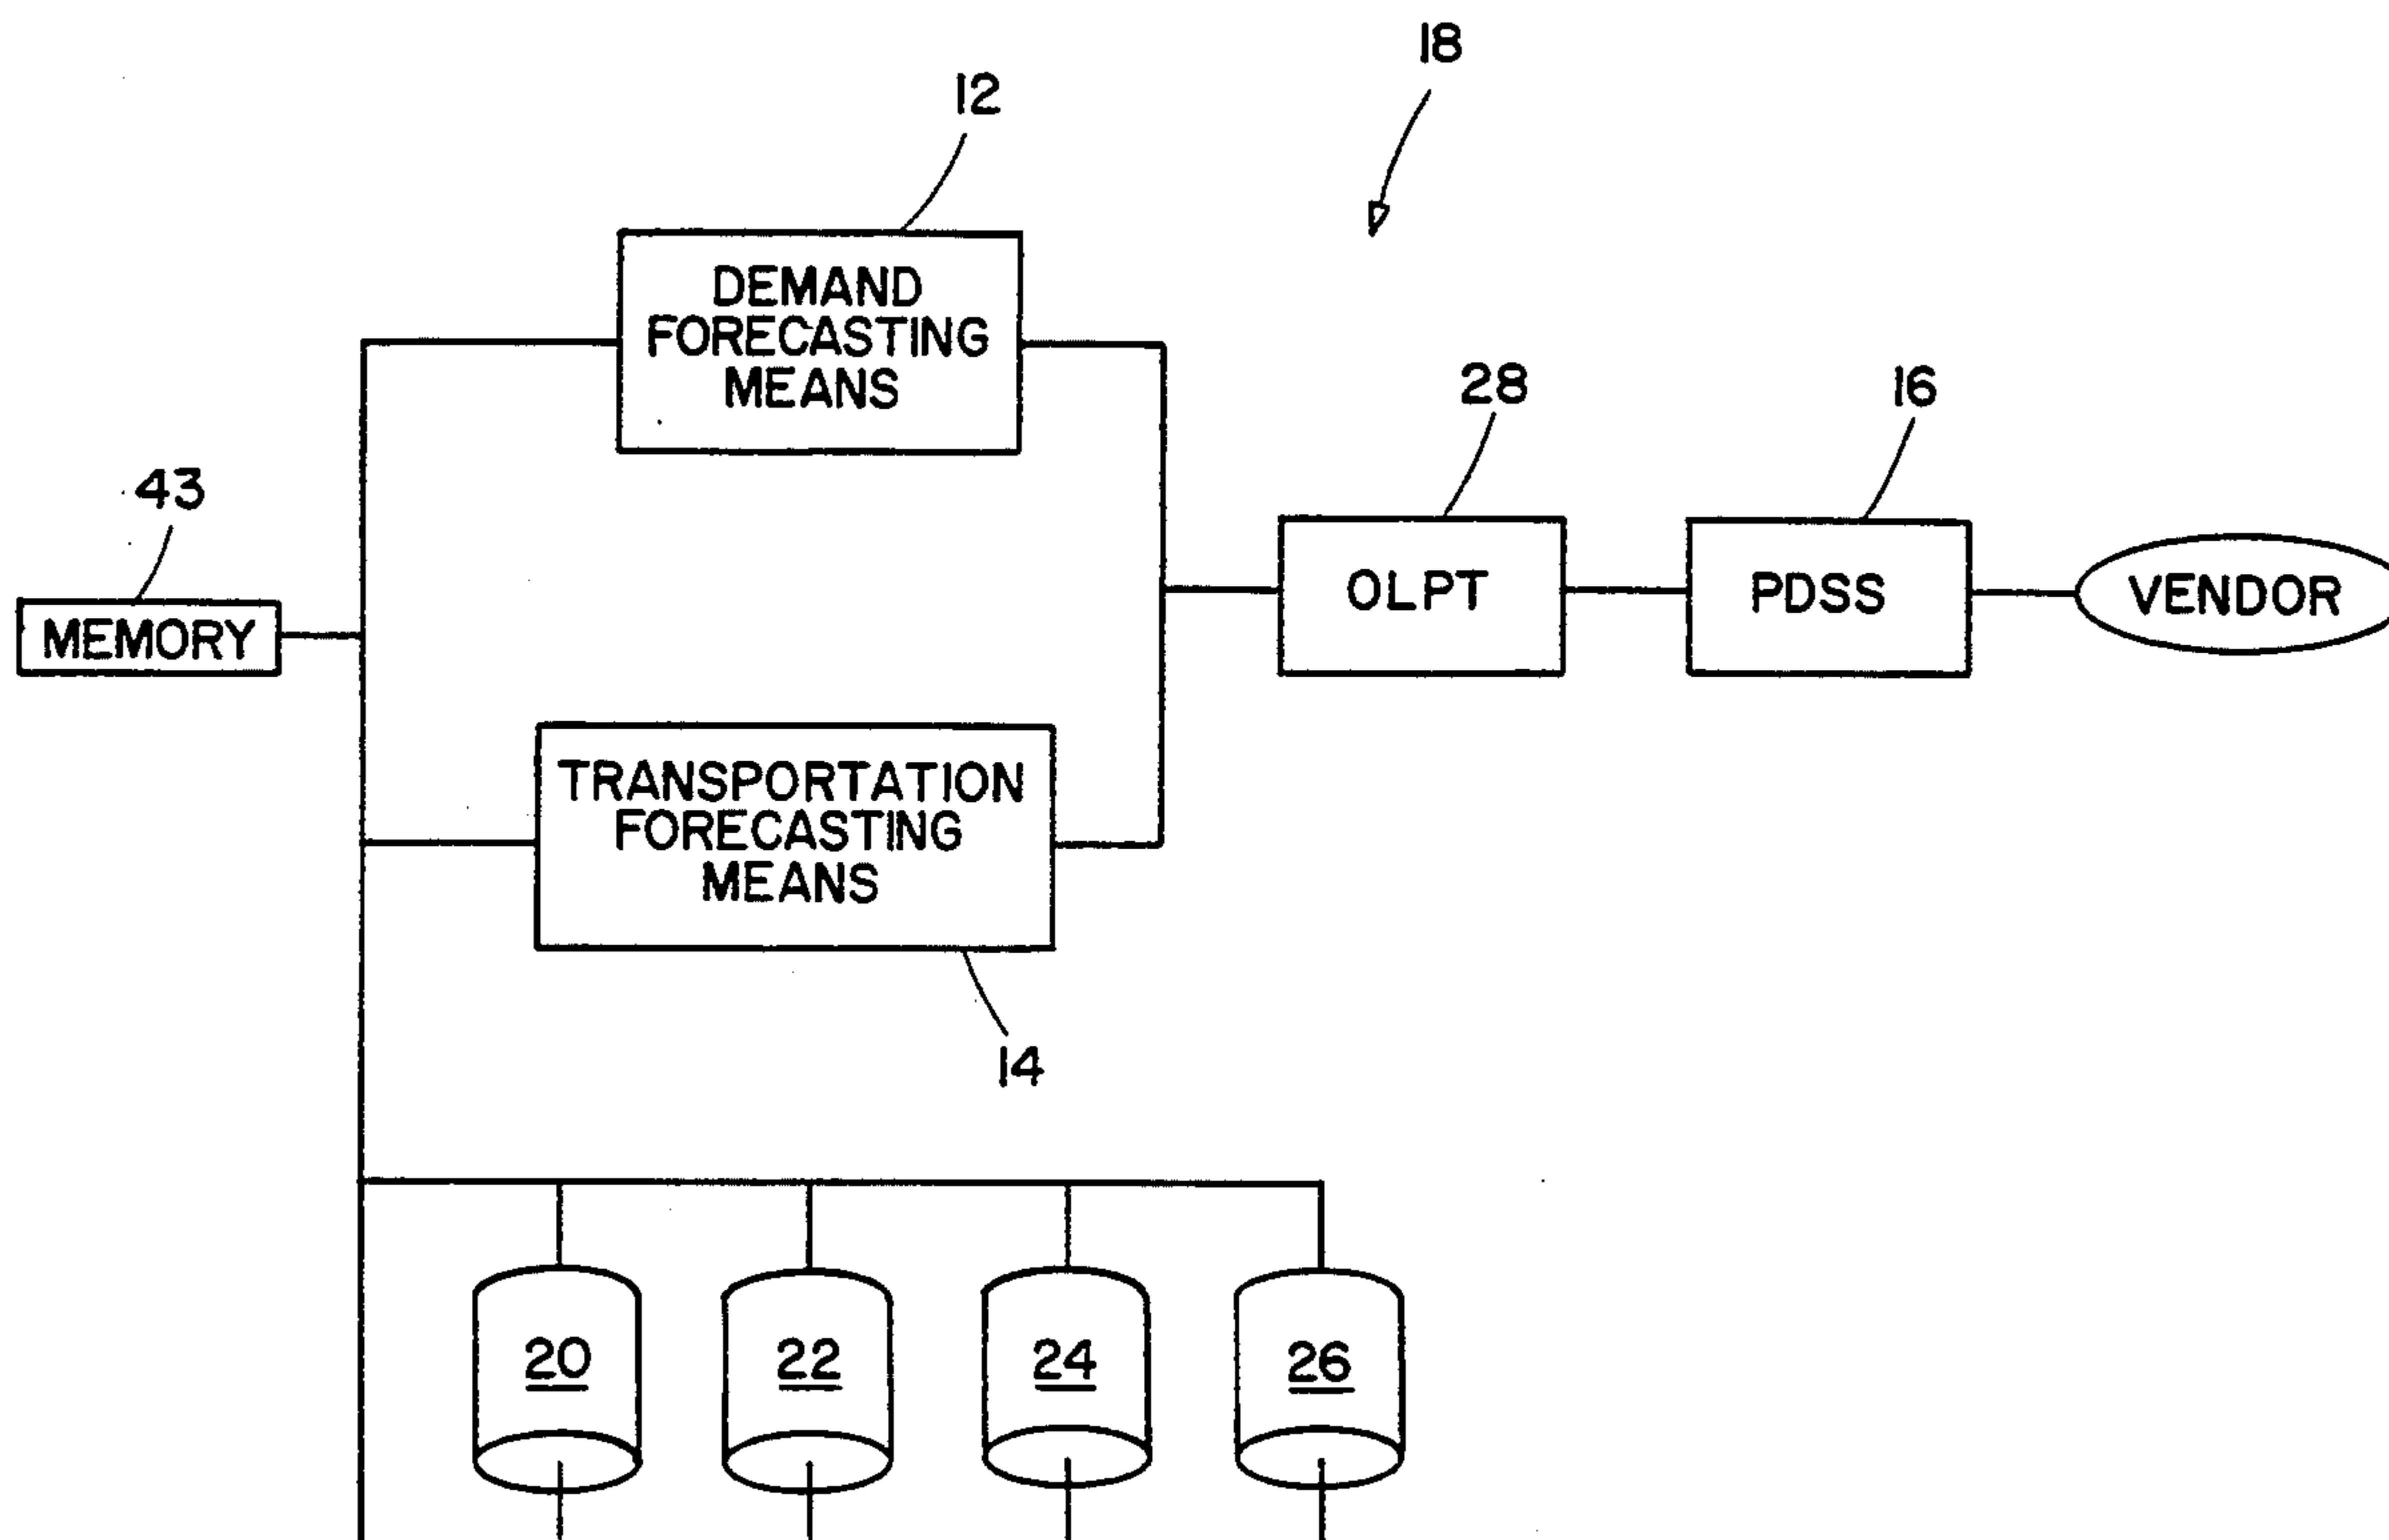 18
12
DEMAND
FORECASTING
MEANS
28
16
43
OLPT
PDSS
VENDOR
MEMORY
TRANSPORTATION
FORECASTING
MEANS
14
20
22
24
26